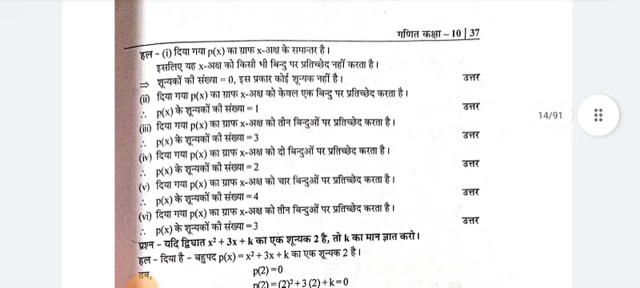 गणित कक्षा – 10 | 37
हल – (i) दिया गया p(x) का ग्राफ x-अक्ष के समान्तर है।
इसलिए यह x-अक्ष को किसी भी बिन्दु पर प्रतिच्छेद नहीं करता है।
⇒ शून्यकों की संख्या = 0, इस प्रकार कोई शून्यक नहीं है। उत्तर
(ii) दिया गया p(x) का ग्राफ x-अक्ष को केवल एक बिन्दु पर प्रतिच्छेद करता है।
∴ p(x) के शून्यकों की संख्या = 1 उत्तर
(iii) दिया गया p(x) का ग्राफ x-अक्ष को तीन बिन्दुओं पर प्रतिच्छेद करता है।
∴ p(x) के शून्यकों की संख्या = 3 उत्तर
(iv) दिया गया p(x) का ग्राफ x-अक्ष को दो बिन्दुओं पर प्रतिच्छेद करता है।
∴ p(x) के शून्यकों की संख्या = 2 उत्तर
(v) दिया गया p(x) का ग्राफ x-अक्ष को चार बिन्दुओं पर प्रतिच्छेद करता है।
∴ p(x) के शून्यकों की संख्या = 4 उत्तर
(vi) दिया गया p(x) का ग्राफ x-अक्ष को तीन बिन्दुओं पर प्रतिच्छेद करता है।
∴ p(x) के शून्यकों की संख्या = 3 उत्तर
प्रश्न – यदि द्विघात x² + 3x + k का एक शून्यक 2 है, तो k का मान ज्ञात करो।
हल – दिया है – बहुपद p(x) = x² + 3x + k का एक शून्यक 2 है।
तब, p(2) = 0
p(2) = (2)² + 3 (2) + k = 0
14/91